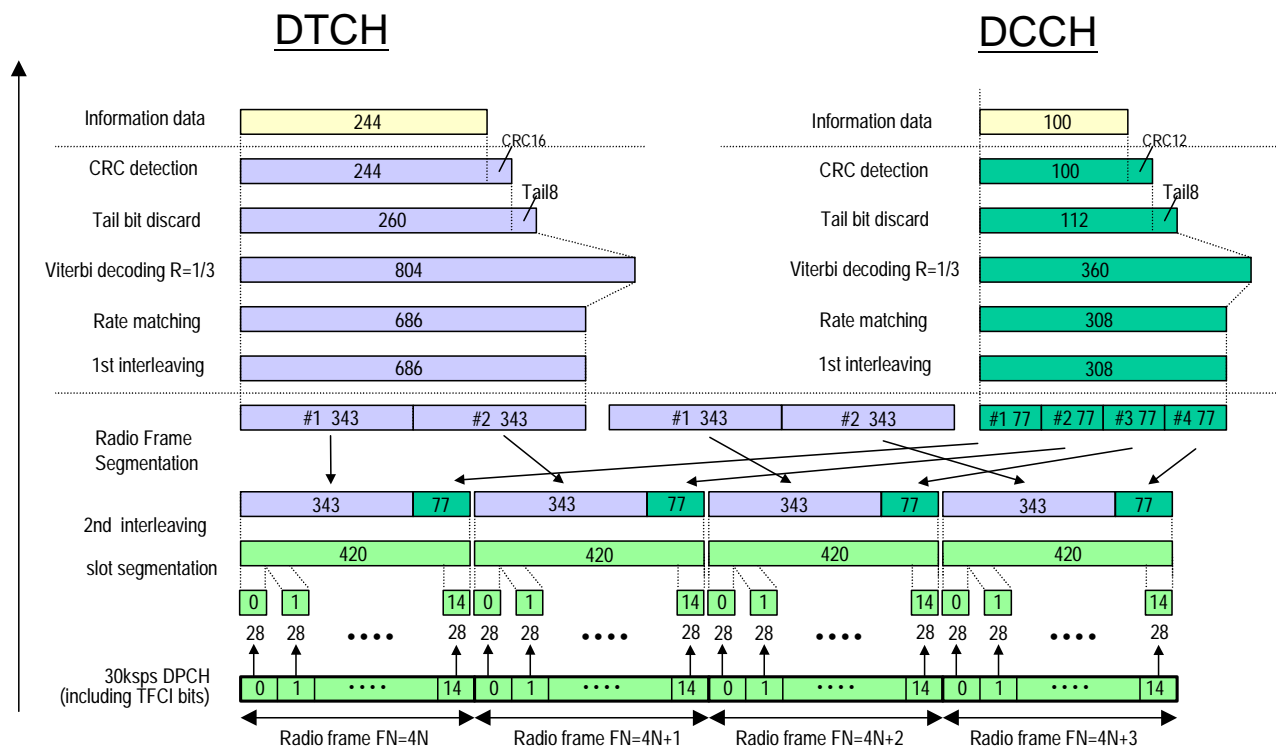 DTCH DCCH
Information data 244 Information data 100
CRC16 CRC12
CRC detection 244 CRC detection 100
Tail8 Tail8
Tail bit discard 260 Tail bit discard 112
Viterbi decoding R=1/3 804 Viterbi decoding R=1/3 360
Rate matching 686 Rate matching 308
1st interleaving 686 1st interleaving 308
#1 343 #2 343 #1 343 #2 343 #1 77 #2 77 #3 77 #4 77
Radio Frame
Segmentation
343 77 343 77 343 77 343 77
2nd interleaving
420 420 420 420
slot segmentation
0 1 14 0 1 14 0 1 14 0 1 14
28 28 •••• 28 28 28 •••• 28 28 28 •••• 28 28 28 •••• 28
30ksps DPCH
(including TFCI bits)
0 1 •••• 14 0 1 •••• 14 0 1 •••• 14 0 1 •••• 14
Radio frame FN=4N Radio frame FN=4N+1 Radio frame FN=4N+2 Radio frame FN=4N+3